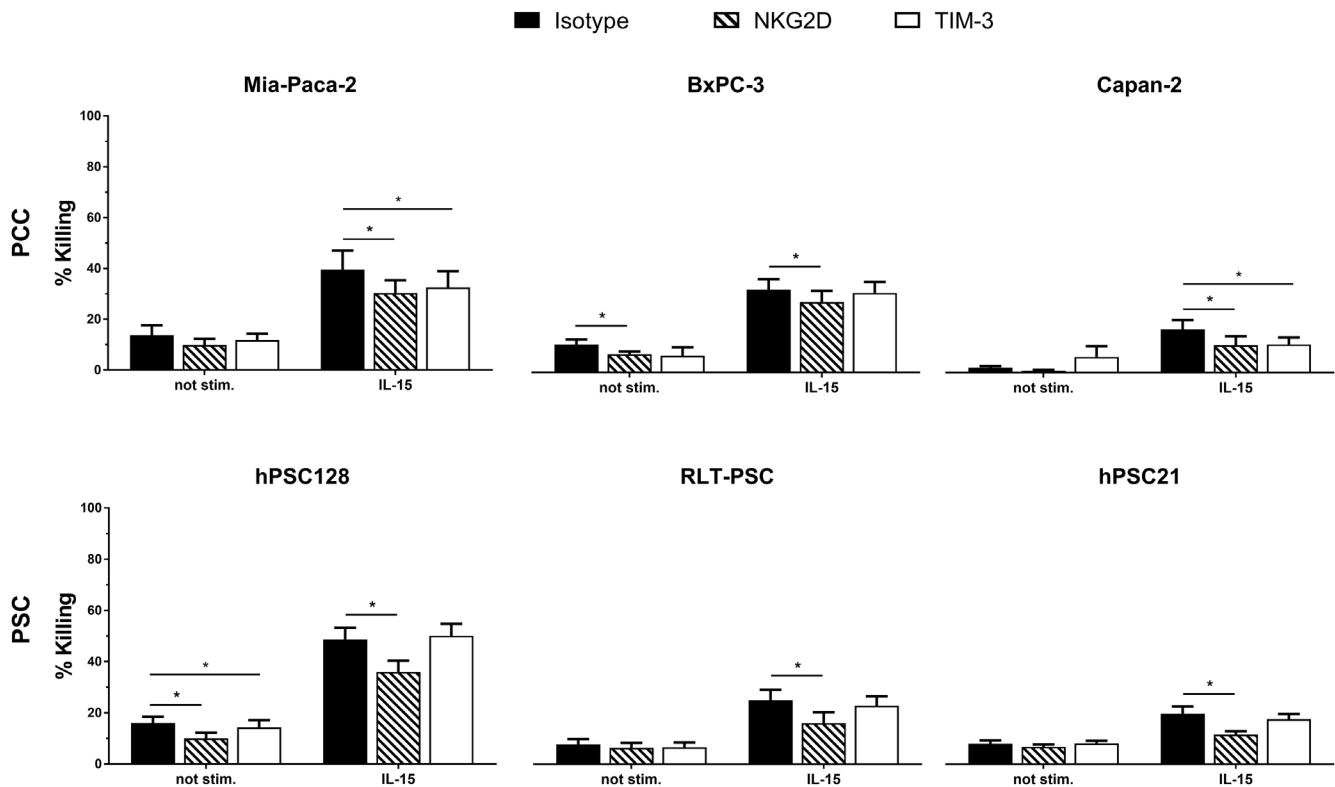 Isotype NKG2D TIM-3
Mia-Paca-2 BxPC-3 Capan-2
PCC
% Killing
100
80
60
40
20
0
* *
* *
* *
*
not stim. IL-15 not stim. IL-15 not stim. IL-15
hPSC128 RLT-PSC hPSC21
PSC
% Killing
100
80
60
40
20
0
*
* *
* *
not stim. IL-15 not stim. IL-15 not stim. IL-15